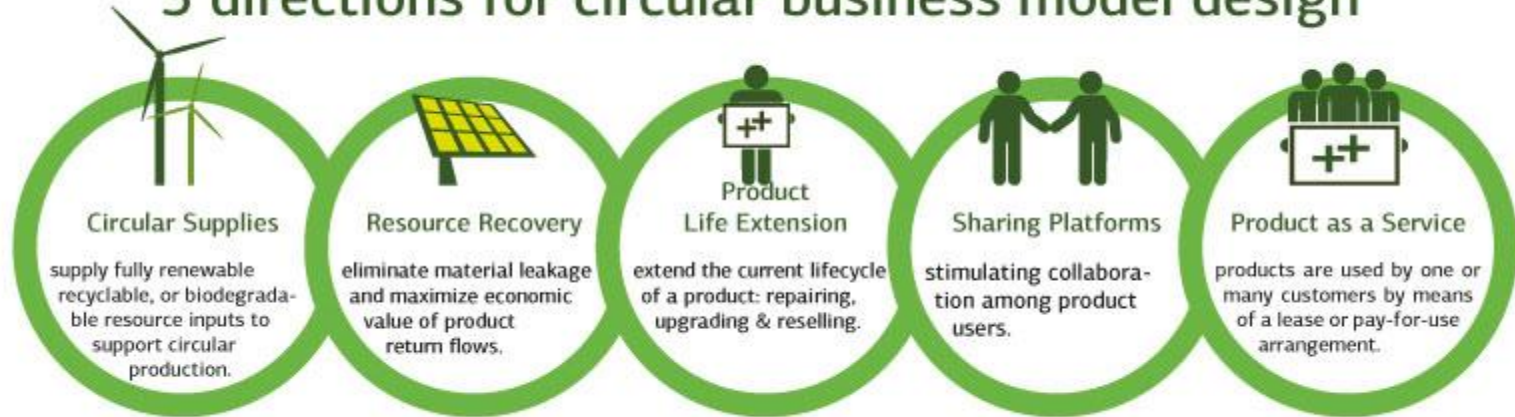 5 directions for circular business model design
Circular Supplies
supply fully renewable
recyclable, or biodegrada-
ble resource inputs to
support circular
production.
Resource Recovery
eliminate material leakage
and maximize economic
value of product
return flows.
Product
Life Extension
extend the current lifecycle
of a product: repairing,
upgrading & reselling.
Sharing Platforms
stimulating collabora-
tion among product
users.
Product as a Service
products are used by one or
many customers by means
of a lease or pay-for-use
arrangement.